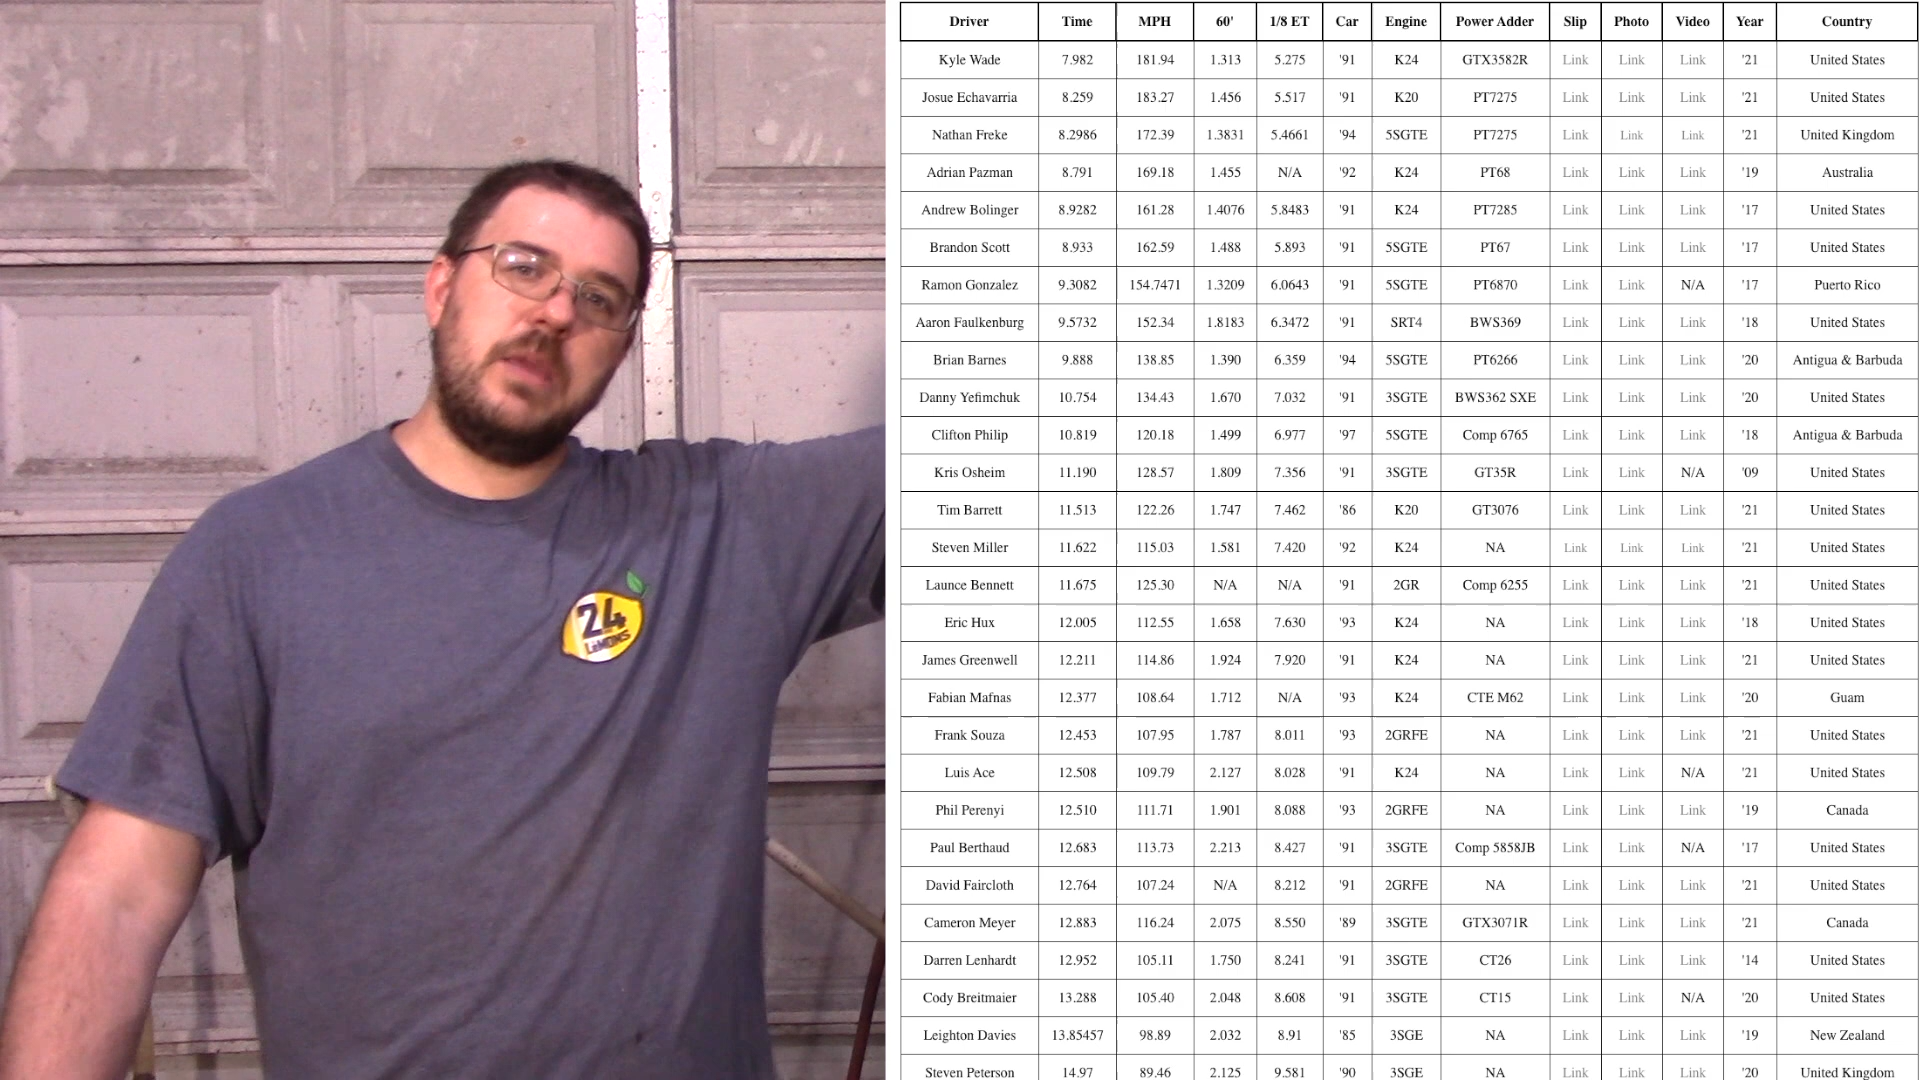 24
LeMONS
Driver Time MPH 60' 1/8 ET Car Engine Power Adder Slip Photo Video Year Country
Kyle Wade 7.982 181.94 1.313 5.275 '91 K24 GTX3582R Link Link Link '21 United States
Josue Echavarria 8.259 183.27 1.456 5.517 '91 K20 PT7275 Link Link Link '21 United States
Nathan Freke 8.2986 172.39 1.3831 5.4661 '94 5SGTE PT7275 Link Link Link '21 United Kingdom
Adrian Pazman 8.791 169.18 1.455 N/A '92 K24 PT68 Link Link Link '19 Australia
Andrew Bolinger 8.9282 161.28 1.4076 5.8483 '91 K24 PT7285 Link Link Link '17 United States
Brandon Scott 8.933 162.59 1.488 5.893 '91 5SGTE PT67 Link Link Link '17 United States
Ramon Gonzalez 9.3082 154.7471 1.3209 6.0643 '91 5SGTE PT6870 Link Link N/A '17 Puerto Rico
Aaron Faulkenburg 9.5732 152.34 1.8183 6.3472 '91 SRT4 BWS369 Link Link Link '18 United States
Brian Barnes 9.888 138.85 1.390 6.359 '94 5SGTE PT6266 Link Link Link '20 Antigua & Barbuda
Danny Yefimchuk 10.754 134.43 1.670 7.032 '91 3SGTE BWS362 SXE Link Link Link '20 United States
Clifton Philip 10.819 120.18 1.499 6.977 '97 5SGTE Comp 6765 Link Link Link '18 Antigua & Barbuda
Kris Osheim 11.190 128.57 1.809 7.356 '91 3SGTE GT35R Link Link N/A '09 United States
Tim Barrett 11.513 122.26 1.747 7.462 '86 K20 GT3076 Link Link Link '21 United States
Steven Miller 11.622 115.03 1.581 7.420 '92 K24 NA Link Link Link '21 United States
Launce Bennett 11.675 125.30 N/A N/A '91 2GR Comp 6255 Link Link Link '21 United States
Eric Hux 12.005 112.55 1.658 7.630 '93 K24 NA Link Link Link '18 United States
James Greenwell 12.211 114.86 1.924 7.920 '91 K24 NA Link Link Link '21 United States
Fabian Mafnas 12.377 108.64 1.712 N/A '93 K24 CTE M62 Link Link Link '20 Guam
Frank Souza 12.453 107.95 1.787 8.011 '93 2GRFE NA Link Link Link '21 United States
Luis Ace 12.508 109.79 2.127 8.028 '91 K24 NA Link Link N/A '21 United States
Phil Perenyi 12.510 111.71 1.901 8.088 '93 2GRFE NA Link Link Link '19 Canada
Paul Berthaud 12.683 113.73 2.213 8.427 '91 3SGTE Comp 5858JB Link Link N/A '17 United States
David Faircloth 12.764 107.24 N/A 8.212 '91 2GRFE NA Link Link Link '21 United States
Cameron Meyer 12.883 116.24 2.075 8.550 '89 3SGTE GTX3071R Link Link Link '21 Canada
Darren Lenhardt 12.952 105.11 1.750 8.241 '91 3SGTE CT26 Link Link Link '14 United States
Cody Breitmaier 13.288 105.40 2.048 8.608 '91 3SGTE CT15 Link Link N/A '20 United States
Leighton Davies 13.85457 98.89 2.032 8.91 '85 3SGE NA Link Link Link '19 New Zealand
Steven Peterson 14.97 89.46 2.125 9.581 '90 3SGE NA Link Link Link '20 United Kingdom